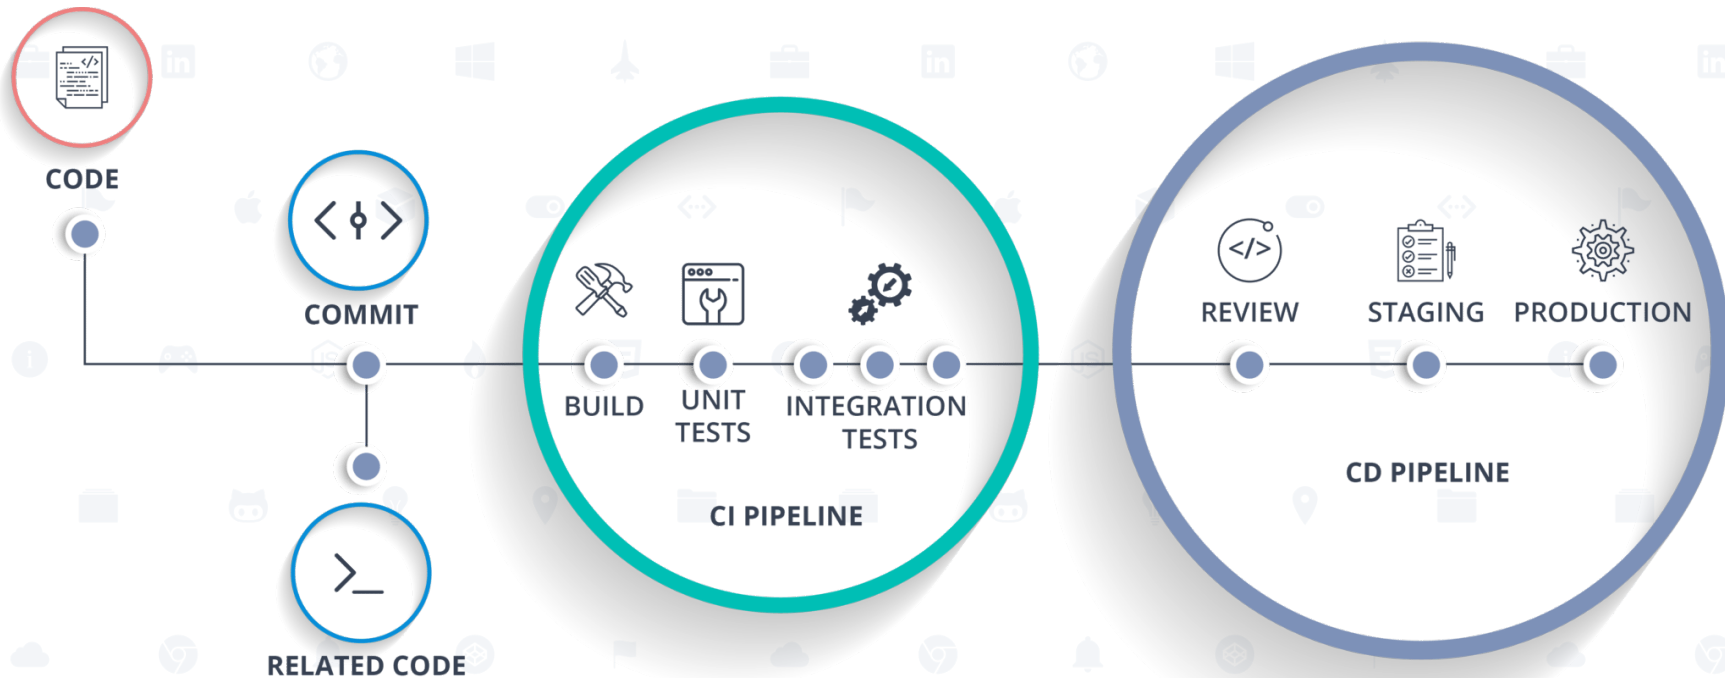 CODE
COMMIT
RELATED CODE
BUILD
UNIT
TESTS
INTEGRATION
TESTS
CI PIPELINE
REVIEW
STAGING
PRODUCTION
CD PIPELINE